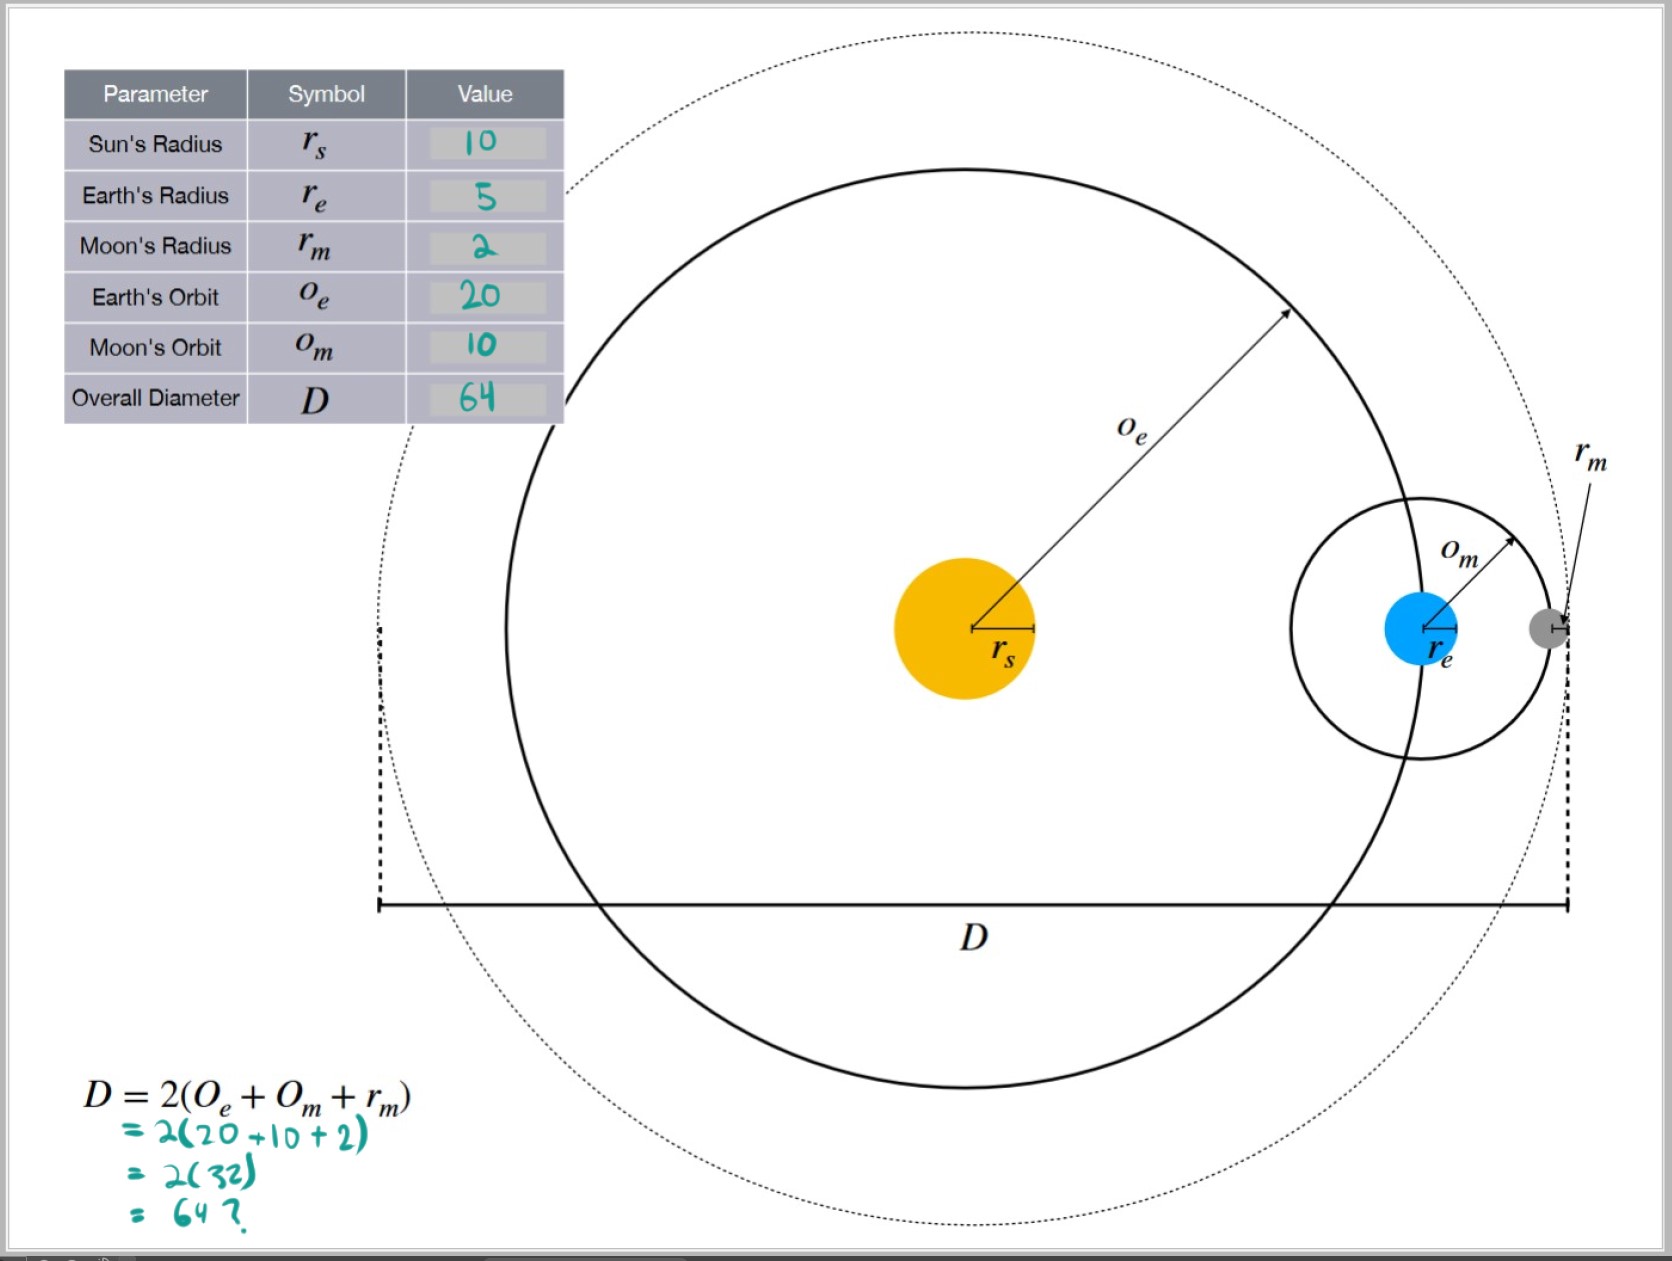 Parameter Symbol Value
Sun's Radius r_s 10
Earth's Radius r_e 5
Moon's Radius r_m 2
Earth's Orbit o_e 20
Moon's Orbit o_m 10
Overall Diameter D 64
o_e
r_m
o_m
r_s
r_e
D
D = 2(O_e + O_m + r_m)
= 2(20 + 10 + 2)
= 2(32)
= 64 ?